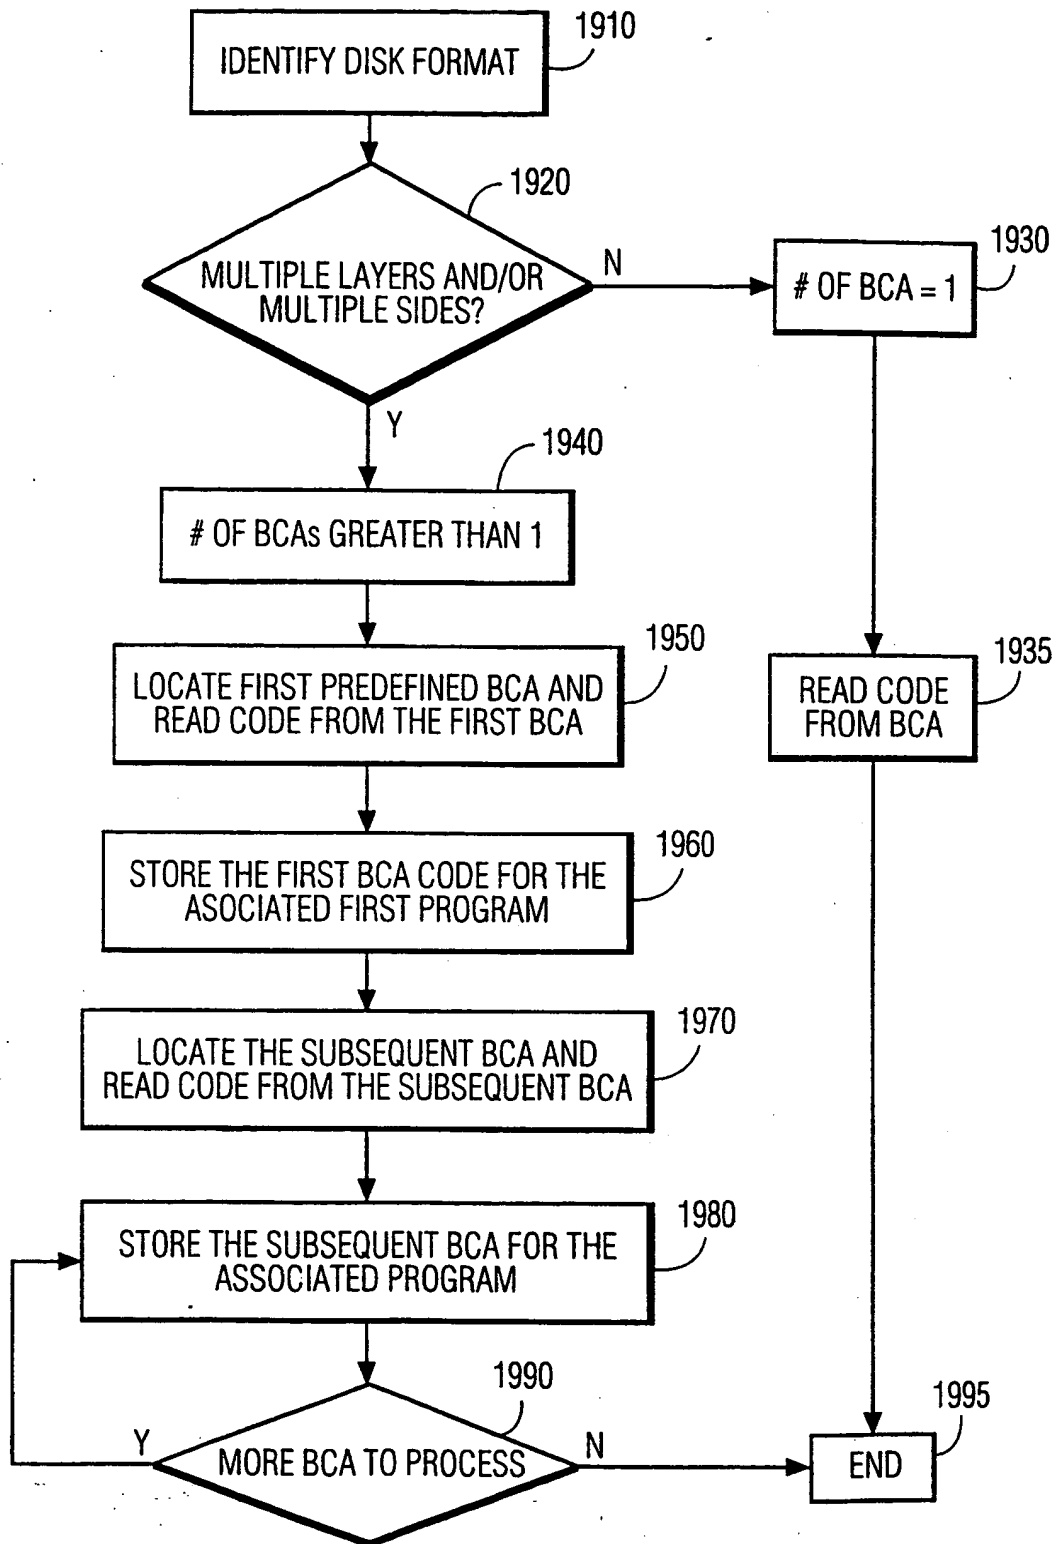 IDENTIFY DISK FORMAT
1910
1920
MULTIPLE LAYERS AND/OR
MULTIPLE SIDES?
N
Y
1930
# OF BCA = 1
1940
# OF BCAs GREATER THAN 1
1950
LOCATE FIRST PREDEFINED BCA AND
READ CODE FROM THE FIRST BCA
1935
READ CODE
FROM BCA
1960
STORE THE FIRST BCA CODE FOR THE
ASOCIATED FIRST PROGRAM
1970
LOCATE THE SUBSEQUENT BCA AND
READ CODE FROM THE SUBSEQUENT BCA
1980
STORE THE SUBSEQUENT BCA FOR THE
ASSOCIATED PROGRAM
1990
Y
MORE BCA TO PROCESS
N
1995
END